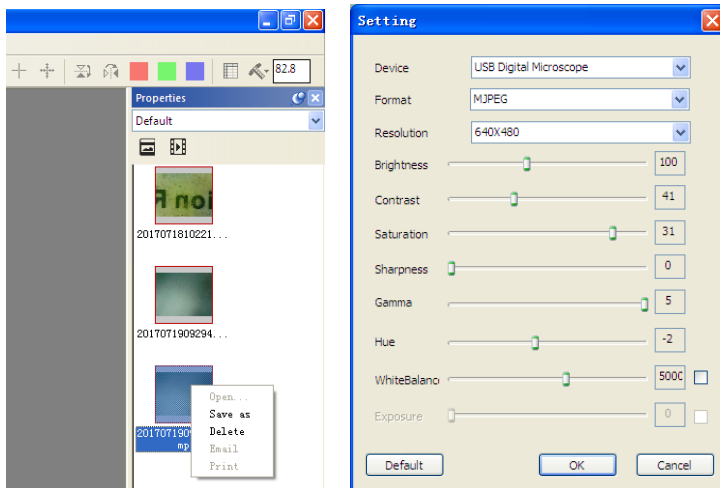 82.8
Properties
Default
ion R
2017071810221...
2017071909294...
20170719
mp
Open...
Save as
Delete
Email
Print
Setting
Device
USB Digital Microscope
Format
MJPEG
Resolution
640X480
Brightness
100
Contrast
41
Saturation
31
Sharpness
0
Gamma
5
Hue
-2
WhiteBalanc
500
Exposure
0
Default
OK
Cancel